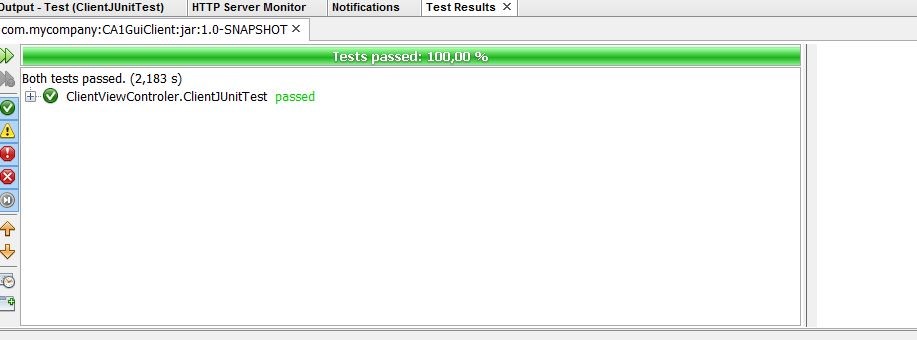 Output - Test (ClientJUnitTest) HTTP Server Monitor Notifications Test Results
com.mycompany:CA1GuiClient:jar:1.0-SNAPSHOT
Tests passed: 100,00 %
Both tests passed. (2,183 s)
ClientViewControler.ClientJUnitTest passed